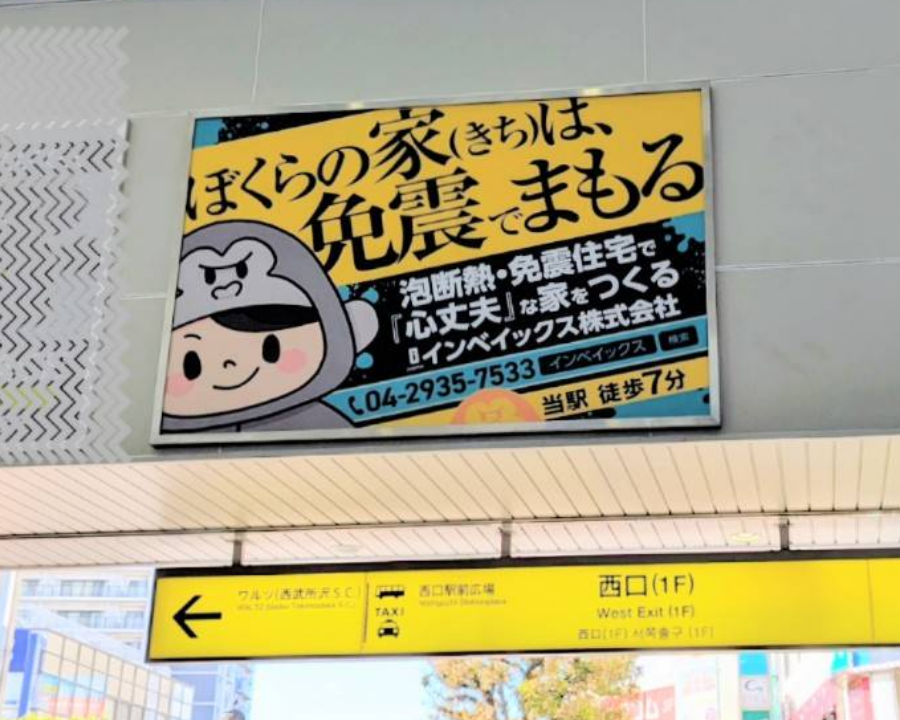 ぼくらの家(きち)は、
免震でまもる
泡断熱・免震住宅で
『心丈夫』な家をつくる
インベイックス株式会社
04-2935-7533 インベイックス 検索
当駅 徒歩7分
ワルツ(西武所沢S.C.)
西口駅前広場
TAXI
西口(1F)
West Exit (1F)